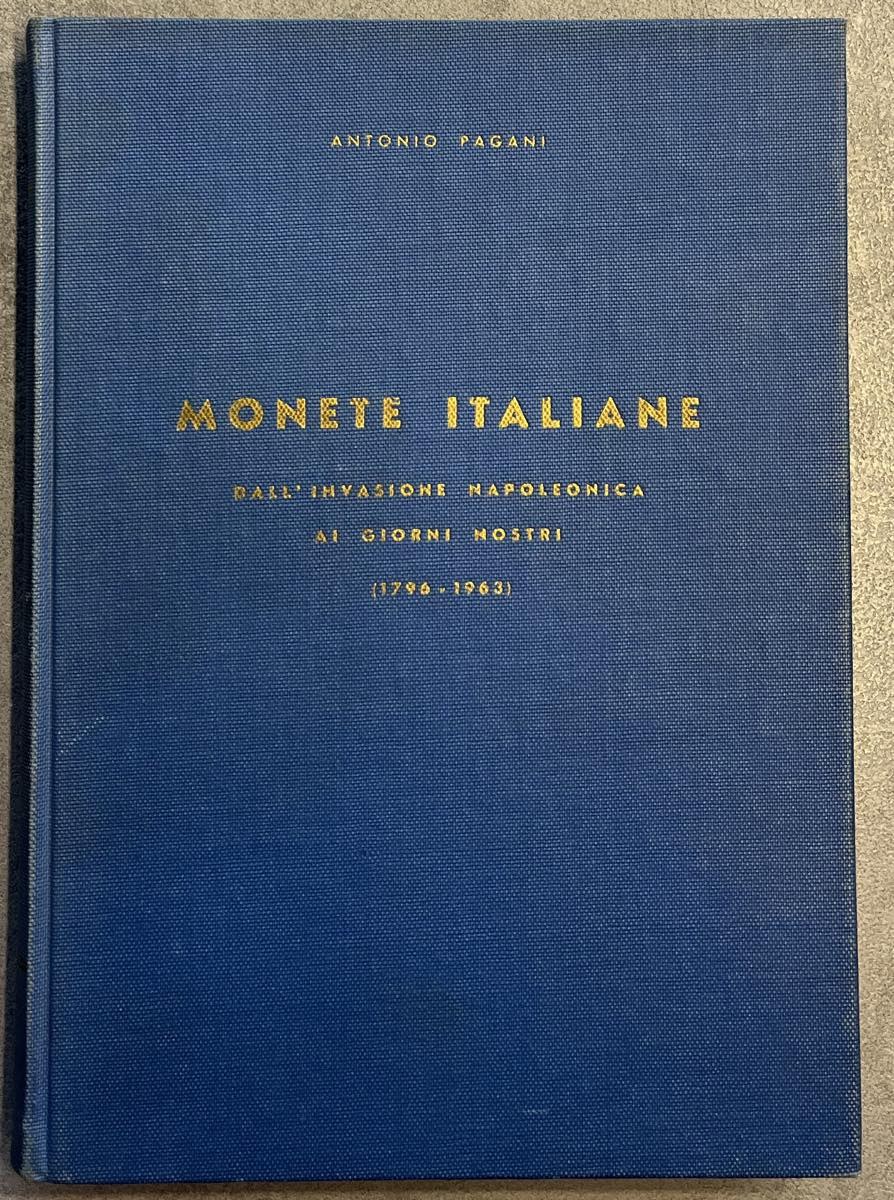 ANTONIO PAGANI
MONETE ITALIANE
DALL'INVASIONE NAPOLEONICA
AI GIORNI NOSTRI
(1796-1963)